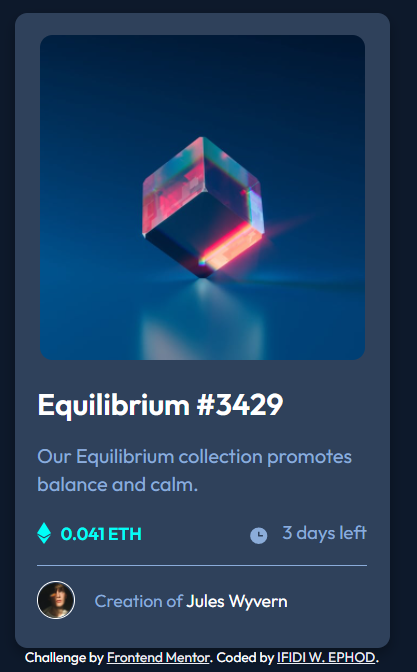 Equilibrium #3429
Our Equilibrium collection promotes
balance and calm.
0.041 ETH 3 days left
Creation of Jules Wyvern
Challenge by Frontend Mentor. Coded by IFIDI W. EPHOD.